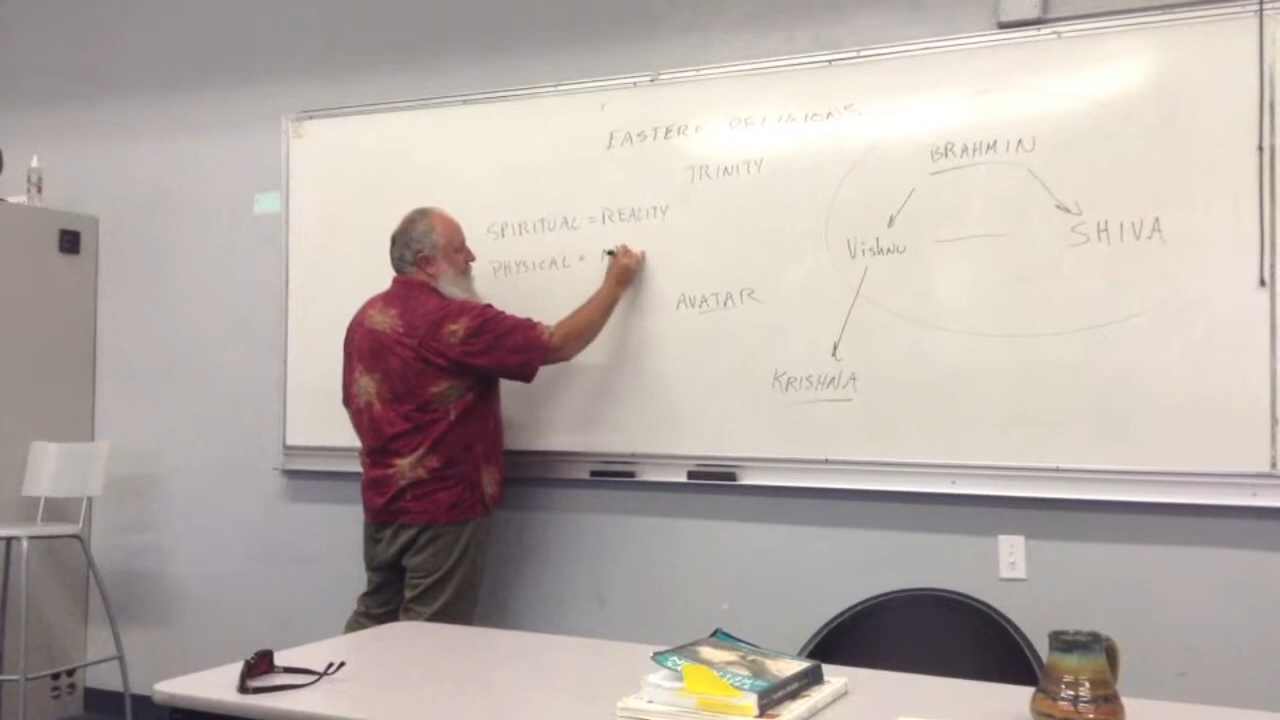 EASTERN RELIGIONS
TRINITY
BRAHMIN
SPIRITUAL = REALITY
Vishnu
SHIVA
PHYSICAL =
AVATAR
KRISHNA